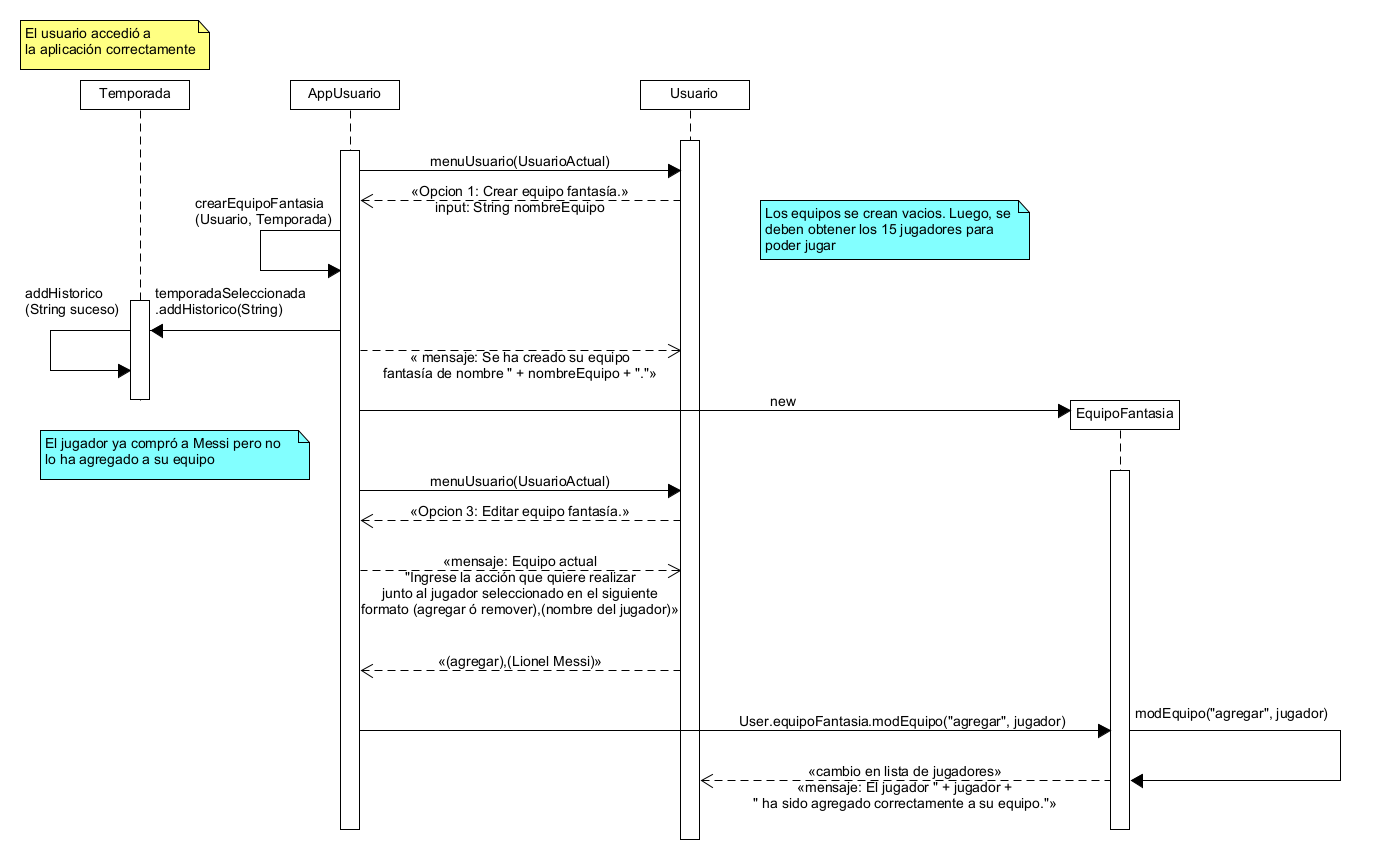 El usuario accedió a
la aplicación correctamente
Temporada
AppUsuario
Usuario
menuUsuario(UsuarioActual)
«Opcion 1: Crear equipo fantasía.»
input: String nombreEquipo
crearEquipoFantasia
(Usuario, Temporada)
Los equipos se crean vacios. Luego, se
deben obtener los 15 jugadores para
poder jugar
addHistorico
(String suceso)
temporadaSeleccionada
.addHistorico(String)
« mensaje: Se ha creado su equipo
fantasía de nombre " + nombreEquipo + "."»
new
EquipoFantasia
El jugador ya compró a Messi pero no
lo ha agregado a su equipo
menuUsuario(UsuarioActual)
«Opcion 3: Editar equipo fantasía.»
«mensaje: Equipo actual
"Ingrese la acción que quiere realizar
junto al jugador seleccionado en el siguiente
formato (agregar ó remover),(nombre del jugador)»
«(agregar),(Lionel Messi)»
User.equipoFantasia.modEquipo("agregar", jugador)
modEquipo("agregar", jugador)
«cambio en lista de jugadores»
«mensaje: El jugador " + jugador +
" ha sido agregado correctamente a su equipo."»